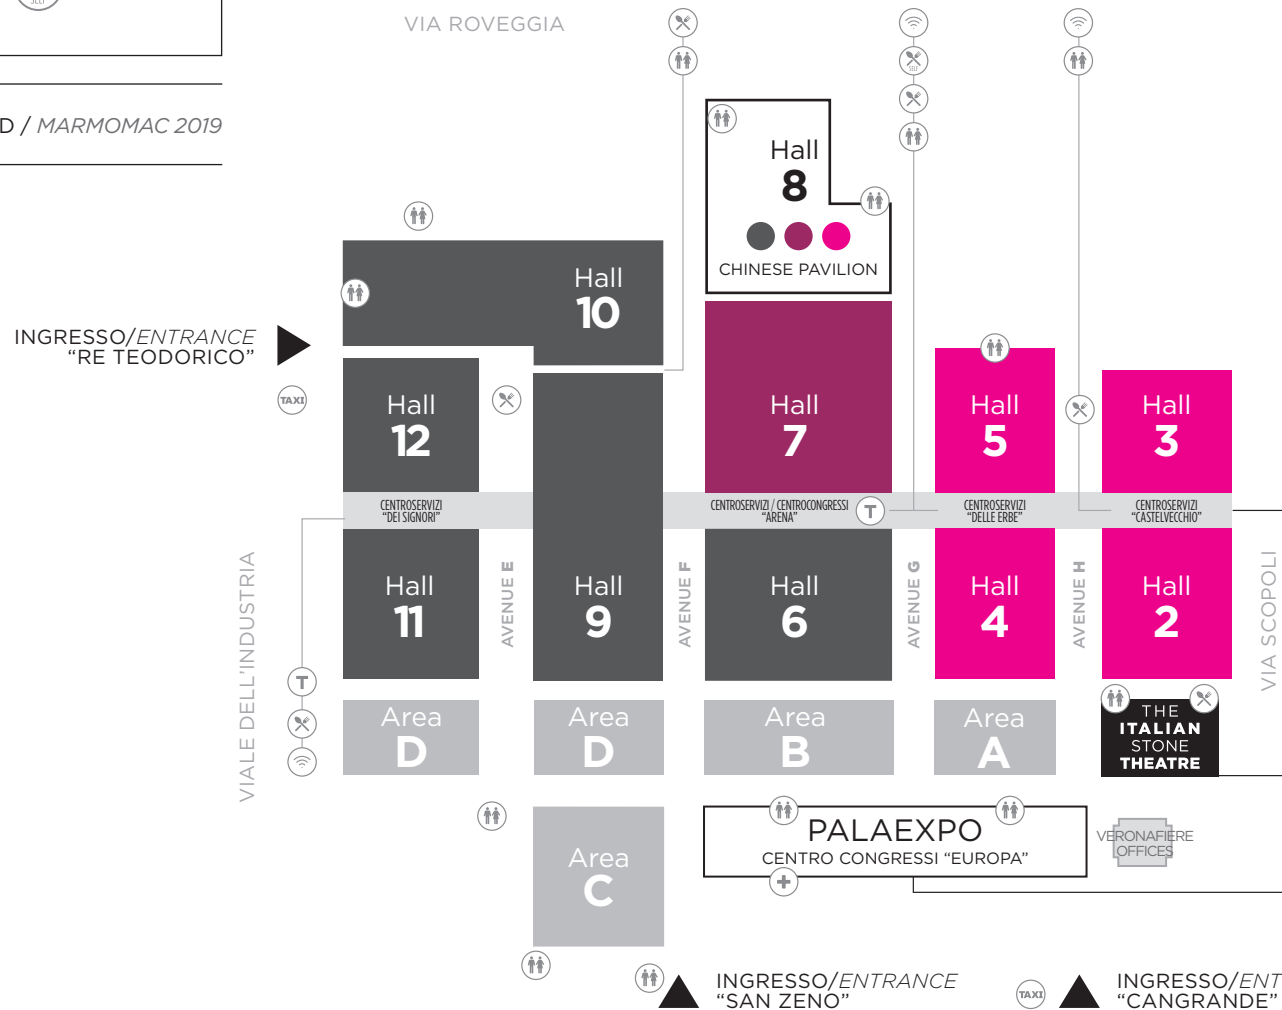 SELF
VIA ROVEGGIA
SELF
D / MARMOMAC 2019
Hall
8
CHINESE PAVILION
Hall
10
INGRESSO/ENTRANCE
“RE TEODORICO”
TAXI
Hall
12
Hall
7
Hall
5
Hall
3
CENTROSERVIZI
“DEI SIGNORI”
CENTROSERVIZI / CENTROCONGRESSI
“ARENA”
T
CENTROSERVIZI
“DELLE ERBE”
CENTROSERVIZI
“CASTELVECCHIO”
VIALE DELL'INDUSTRIA
Hall
11
AVENUE E
Hall
9
AVENUE F
Hall
6
AVENUE G
Hall
4
AVENUE H
Hall
2
VIA SCOPOLI
T
Area
D
Area
D
Area
B
Area
A
THE
ITALIAN
STONE
THEATRE
Area
C
PALAEXPO
CENTRO CONGRESSI “EUROPA”
VERONAFIERE
OFFICES
INGRESSO/ENTRANCE
“SAN ZENO”
TAXI
INGRESSO/ENT
“CANGRANDE”